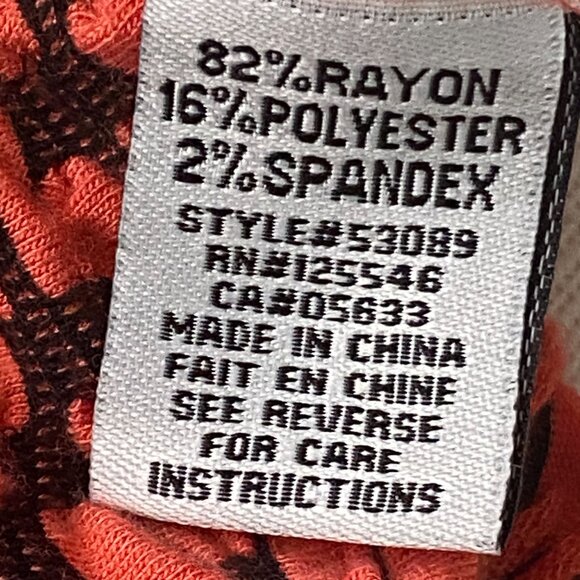 82%RAYON
16%POLYESTER
2%SPANDEX
STYLE#53089
RN#125546
CA#05633
MADE IN CHINA
FAIT EN CHINE
SEE REVERSE
FOR CARE
INSTRUCTIONS